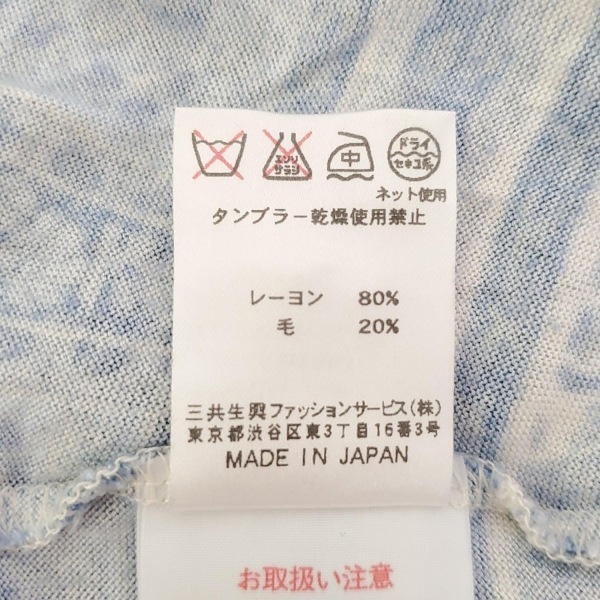 エンソ サラシ 中 ドライ セキユ系
ネット使用
タンブラー乾燥使用禁止
レーヨン 80%
毛 20%
三共生興ファッションサービス(株)
東京都渋谷区東3丁目16番3号
MADE IN JAPAN
お取扱い注意